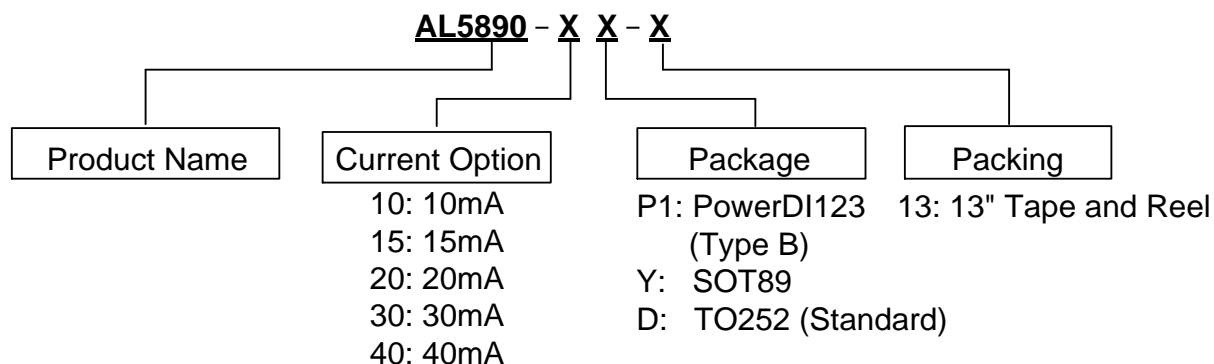 AL5890 – X X – X
Product Name
Current Option
Package
Packing
10: 10mA
15: 15mA
20: 20mA
30: 30mA
40: 40mA
P1: PowerDI123
(Type B)
Y: SOT89
D: TO252 (Standard)
13: 13" Tape and Reel